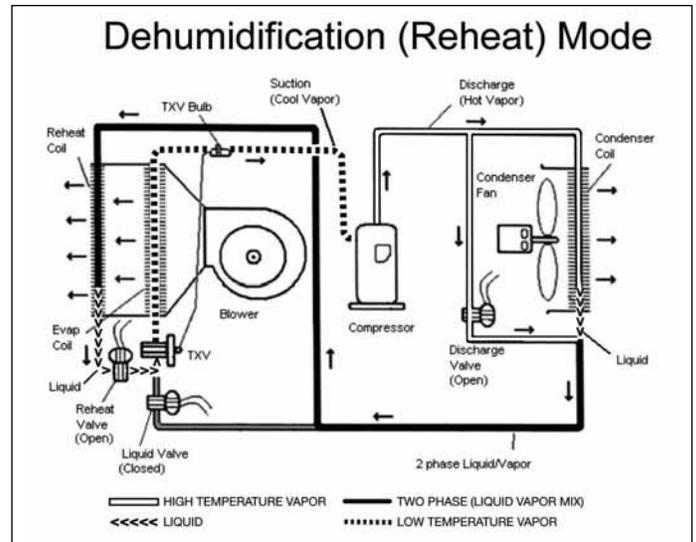 Dehumidification (Reheat) Mode
Suction
(Cool Vapor)
Discharge
(Hot Vapor)
TXV Bulb
Reheat
Coil
Condenser
Coil
Condenser
Fan
Blower
Compressor
Evap
Coil
TXV
Discharge
Valve
(Open)
Liquid
Liquid
Reheat
Valve
(Open)
Liquid Valve
(Closed)
2 phase Liquid/Vapor
HIGH TEMPERATURE VAPOR
TWO PHASE (LIQUID VAPOR MIX)
<<<<< LIQUID
LOW TEMPERATURE VAPOR